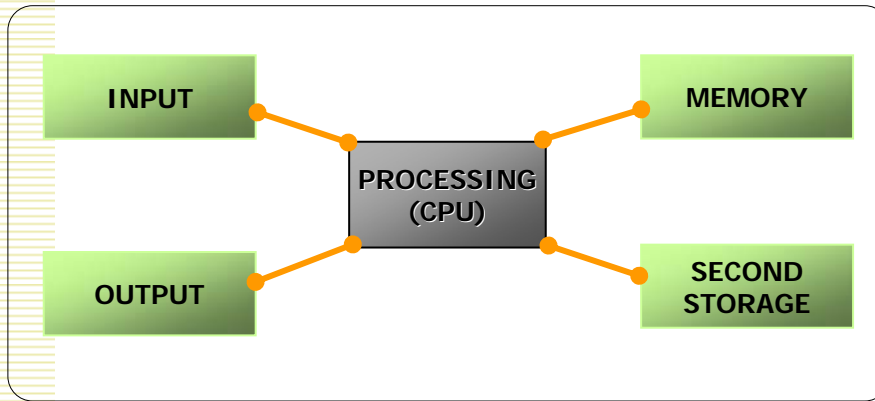 INPUT
MEMORY
PROCESSING
(CPU)
OUTPUT
SECOND
STORAGE